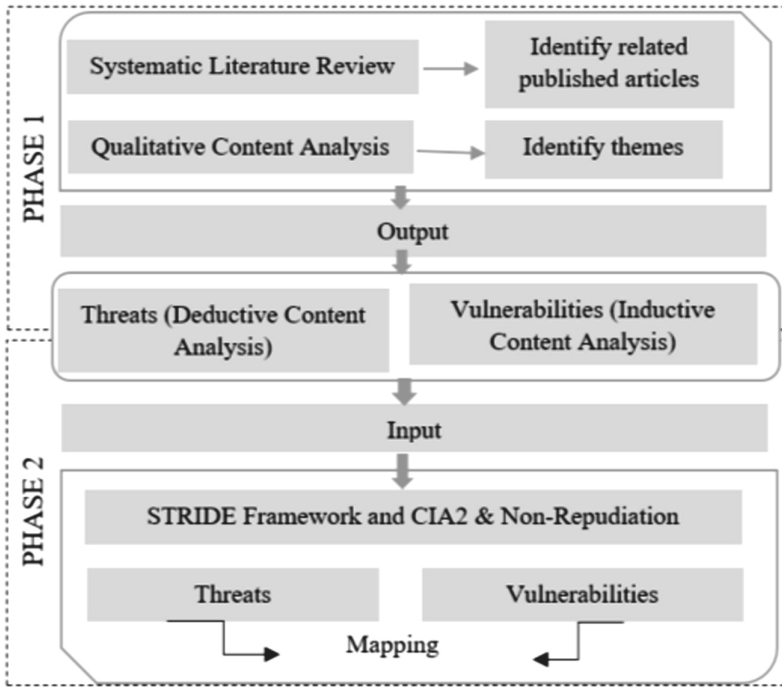 PHASE 1
Systematic Literature Review
Identify related
published articles
Qualitative Content Analysis
Identify themes
Output
Threats (Deductive Content
Analysis)
Vulnerabilities (Inductive
Content Analysis)
PHASE 2
Input
STRIDE Framework and CIA2 & Non-Repudiation
Threats
Vulnerabilities
Mapping